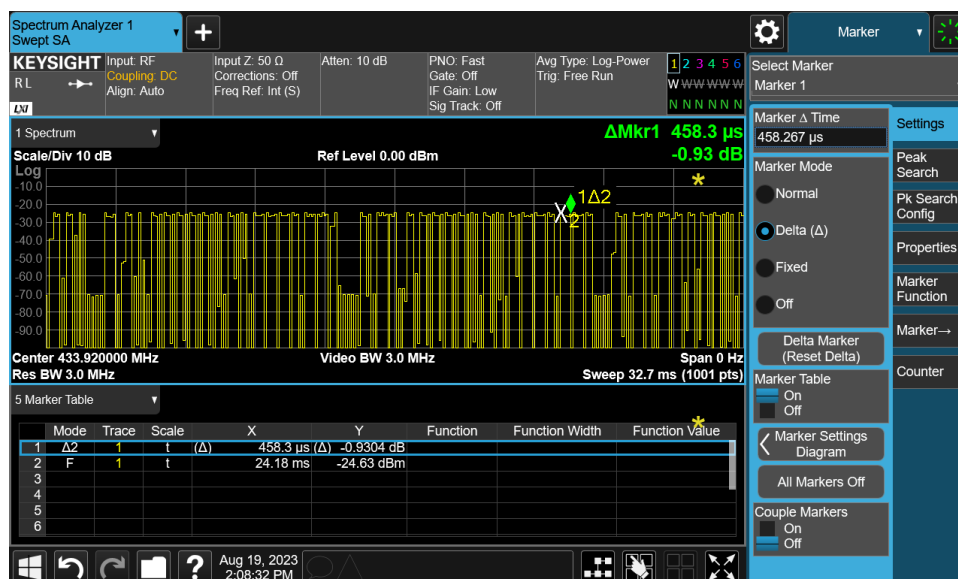 Spectrum Analyzer 1
Swept SA
+
Marker
KEYSIGHT
R L
LXI
Input: RF
Coupling: DC
Align: Auto
Input Z: 50 Ω
Corrections: Off
Freq Ref: Int (S)
Atten: 10 dB
PNO: Fast
Gate: Off
IF Gain: Low
Sig Track: Off
Avg Type: Log-Power
Trig: Free Run
1 2 3 4 5 6
W W W W W W
N N N N N N
Select Marker
Marker 1
1 Spectrum
ΔMkr1 458.3 µs
-0.93 dB
Scale/Div 10 dB
Ref Level 0.00 dBm
Log
-10.0
-20.0
-30.0
-40.0
-50.0
-60.0
-70.0
-80.0
-90.0
1Δ2
X
2
*
Center 433.920000 MHz
Video BW 3.0 MHz
Span 0 Hz
Res BW 3.0 MHz
Sweep 32.7 ms (1001 pts)
5 Marker Table
*
Mode Trace Scale X Y Function Function Width Function Value
1 Δ2 1 t (Δ) 458.3 µs (Δ) -0.9304 dB
2 F 1 t 24.18 ms -24.63 dBm
3
4
5
6
Marker Δ Time
458.267 µs
Marker Mode
Normal
Delta (Δ)
Fixed
Off
Delta Marker
(Reset Delta)
Marker Table
On
Off
Marker Settings
Diagram
All Markers Off
Couple Markers
On
Off
Settings
Peak
Search
Pk Search
Config
Properties
Marker
Function
Marker→
Counter
?
Aug 19, 2023
2:08:32 PM